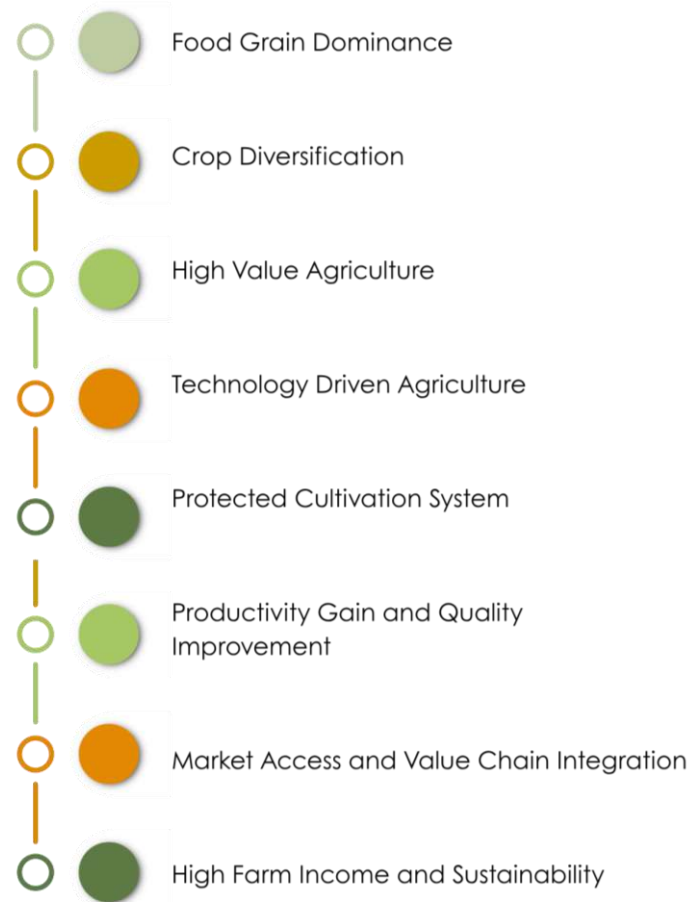 Food Grain Dominance
Crop Diversification
High Value Agriculture
Technology Driven Agriculture
Protected Cultivation System
Productivity Gain and Quality
Improvement
Market Access and Value Chain Integration
High Farm Income and Sustainability